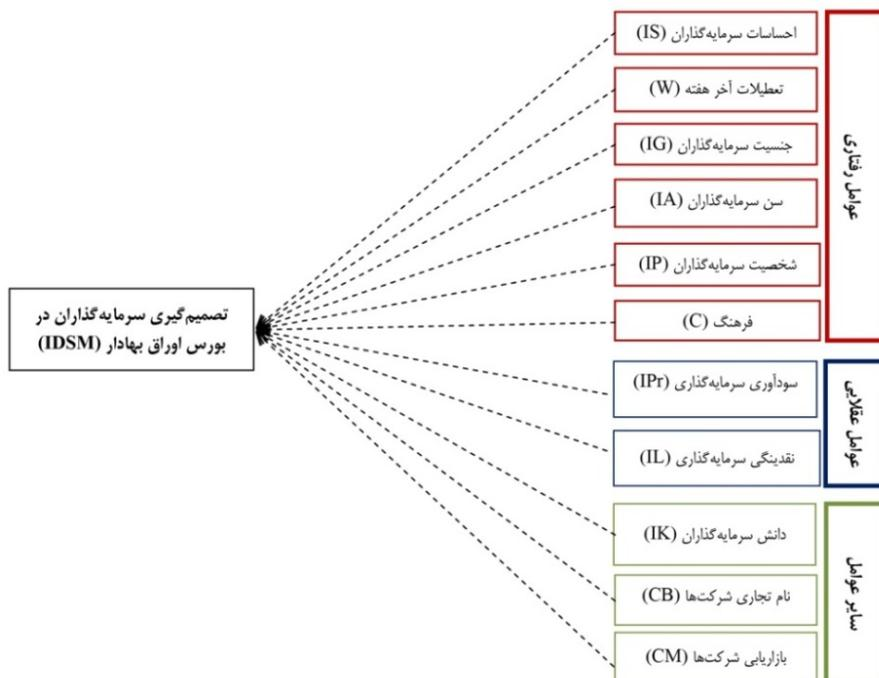 عوامل رفتاری
احساسات سرمایه‌گذاران (IS)
تعطیلات آخر هفته (W)
جنسیت سرمایه‌گذاران (IG)
سن سرمایه‌گذاران (IA)
شخصیت سرمایه‌گذاران (IP)
فرهنگ (C)
عوامل عقلایی
سودآوری سرمایه‌گذاری (IPr)
نقدینگی سرمایه‌گذاری (IL)
سایر عوامل
دانش سرمایه‌گذاران (IK)
نام تجاری شرکت‌ها (CB)
بازاریابی شرکت‌ها (CM)
تصمیم‌گیری سرمایه‌گذاران در
بورس اوراق بهادار (IDSM)